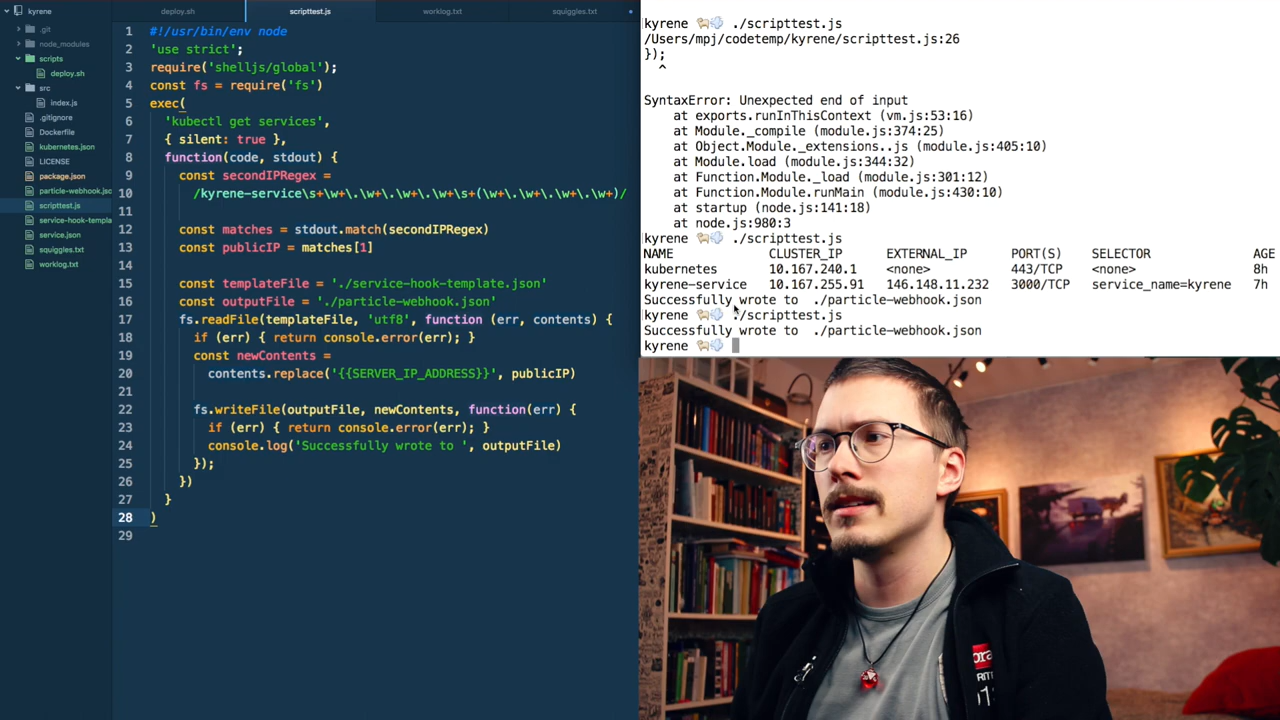 kyrene
.git
node_modules
scripts
deploy.sh
src
index.js
.gitignore
Dockerfile
kubernetes.json
LICENSE
package.json
particle-webhook.jsc
scripttest.js
service-hook-templa
service.json
squiggles.txt
worklog.txt
deploy.sh
scripttest.js
worklog.txt
squiggles.txt
1 #!/usr/bin/env node
2 'use strict';
3 require('shelljs/global');
4 const fs = require('fs')
5 exec(
6 'kubectl get services',
7 { silent: true },
8 function(code, stdout) {
9 const secondIPRegex =
10 /kyrene-service\s+\w+\.\w+\.\w+\.\w+\s+(\w+\.\w+\.\w+\.\w+)/
11
12 const matches = stdout.match(secondIPRegex)
13 const publicIP = matches[1]
14
15 const templateFile = './service-hook-template.json'
16 const outputFile = './particle-webhook.json'
17 fs.readFile(templateFile, 'utf8', function (err, contents) {
18 if (err) { return console.error(err); }
19 const newContents =
20 contents.replace('{{SERVER_IP_ADDRESS}}', publicIP)
21
22 fs.writeFile(outputFile, newContents, function(err) {
23 if (err) { return console.error(err); }
24 console.log('Successfully wrote to ', outputFile)
25 });
26 })
27 }
28 )
29
kyrene 🐫💨 ./scripttest.js
/Users/mpj/codetemp/kyrene/scripttest.js:26
});
^
SyntaxError: Unexpected end of input
at exports.runInThisContext (vm.js:53:16)
at Module._compile (module.js:374:25)
at Object.Module._extensions..js (module.js:405:10)
at Module.load (module.js:344:32)
at Function.Module._load (module.js:301:12)
at Function.Module.runMain (module.js:430:10)
at startup (node.js:141:18)
at node.js:980:3
kyrene 🐫💨 ./scripttest.js
NAME CLUSTER_IP EXTERNAL_IP PORT(S) SELECTOR AGE
kubernetes 10.167.240.1 <none> 443/TCP <none> 8h
kyrene-service 10.167.255.91 146.148.11.232 3000/TCP service_name=kyrene 7h
Successfully wrote to ./particle-webhook.json
kyrene 🐫💨 ./scripttest.js
Successfully wrote to ./particle-webhook.json
kyrene 🐫💨